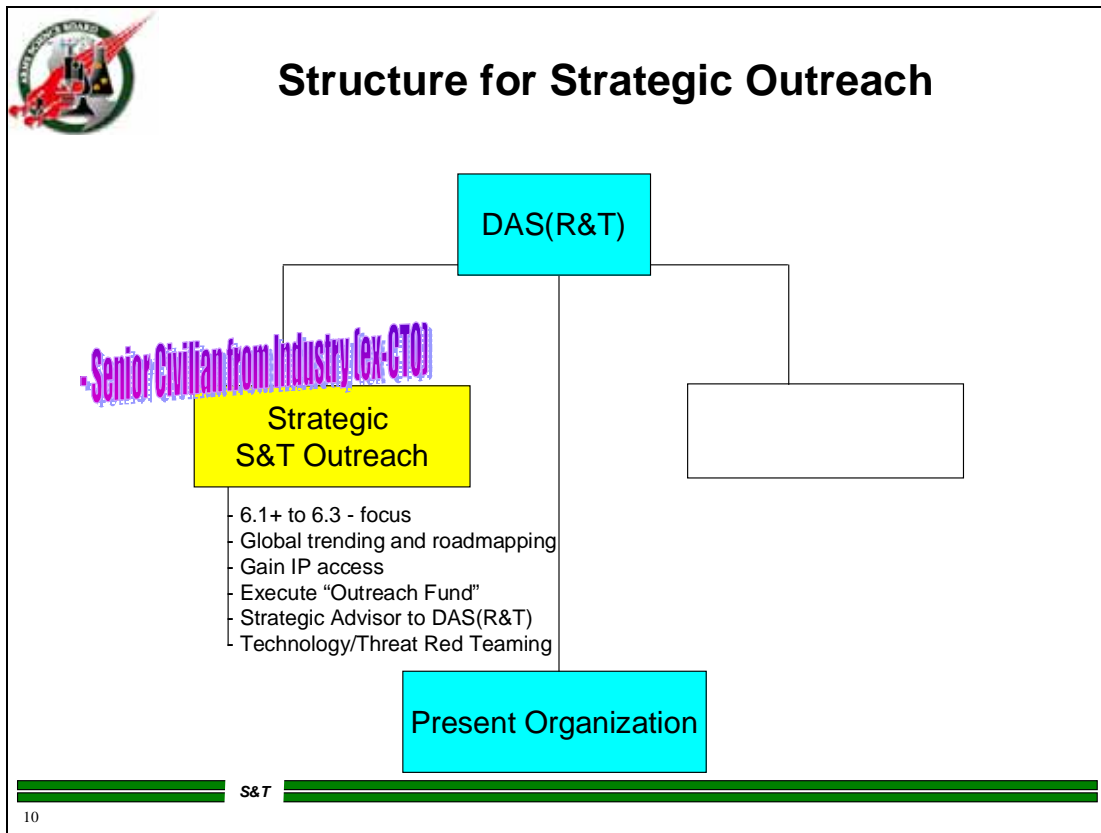 ARMY SCIENCE BOARD
Structure for Strategic Outreach
DAS(R&T)
- Senior Civilian from Industry (ex-CTO)
Strategic
S&T Outreach
- 6.1+ to 6.3 - focus
- Global trending and roadmapping
- Gain IP access
- Execute “Outreach Fund”
- Strategic Advisor to DAS(R&T)
- Technology/Threat Red Teaming
Present Organization
S&T
10